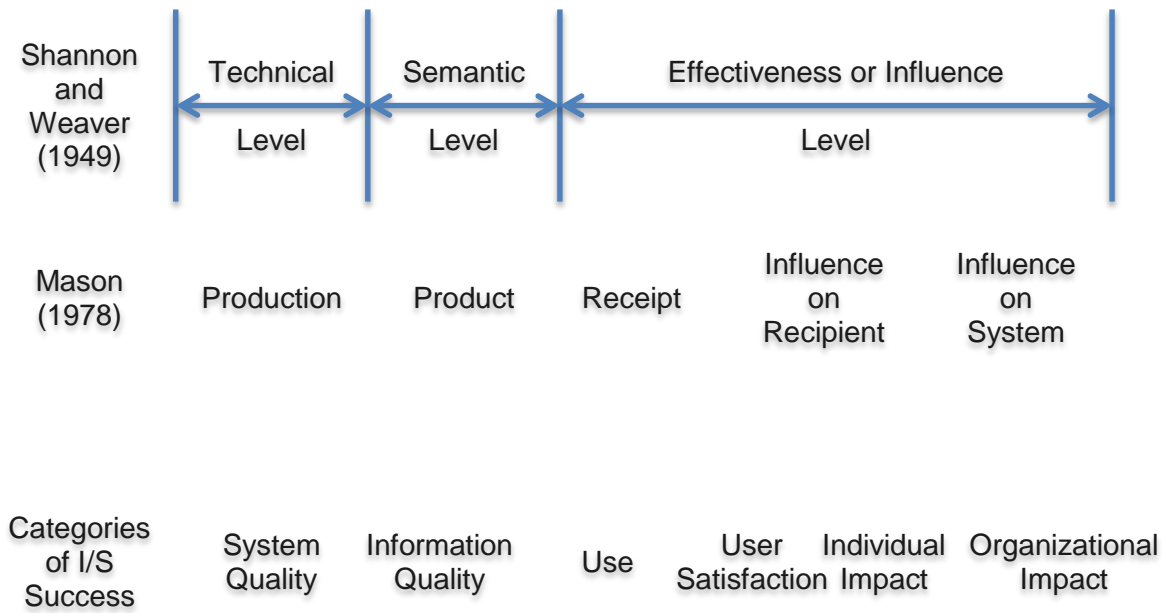 Shannon
and
Weaver
(1949)
Technical
Level
Semantic
Level
Effectiveness or Influence
Level
Mason
(1978)
Production
Product
Receipt
Influence
on
Recipient
Influence
on
System
Categories
of I/S
Success
System
Quality
Information
Quality
Use
User
Satisfaction
Individual
Impact
Organizational
Impact